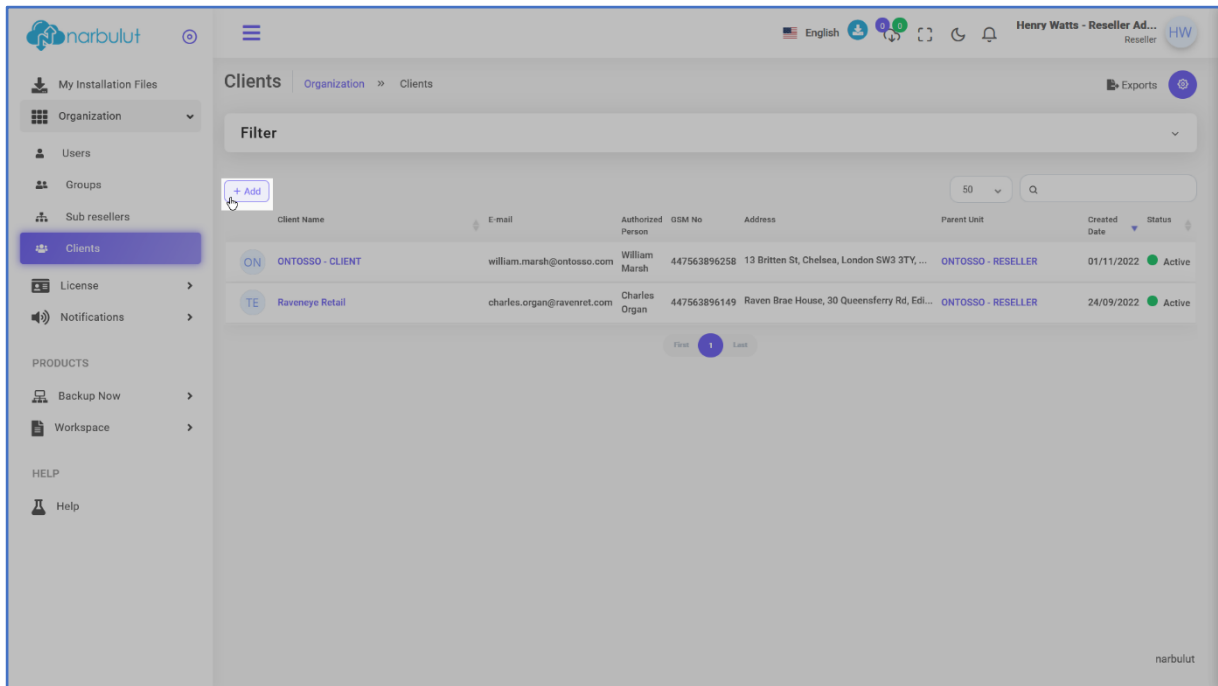 narbulut
English
0
0
Henry Watts - Reseller Ad...
Reseller
HW
My Installation Files
Organization
Users
Groups
Sub resellers
Clients
License
Notifications
PRODUCTS
Backup Now
Workspace
HELP
Help
Clients Organization » Clients
Exports
Filter
+ Add
50
Client Name E-mail Authorized Person GSM No Address Parent Unit Created Date Status
ON ONTOSSO - CLIENT william.marsh@ontosso.com William Marsh 447563896258 13 Britten St, Chelsea, London SW3 3TY, ... ONTOSSO - RESELLER 01/11/2022 Active
TE Raveneye Retail charles.organ@ravenret.com Charles Organ 447563896149 Raven Brae House, 30 Queensferry Rd, Edi... ONTOSSO - RESELLER 24/09/2022 Active
First 1 Last
narbulut